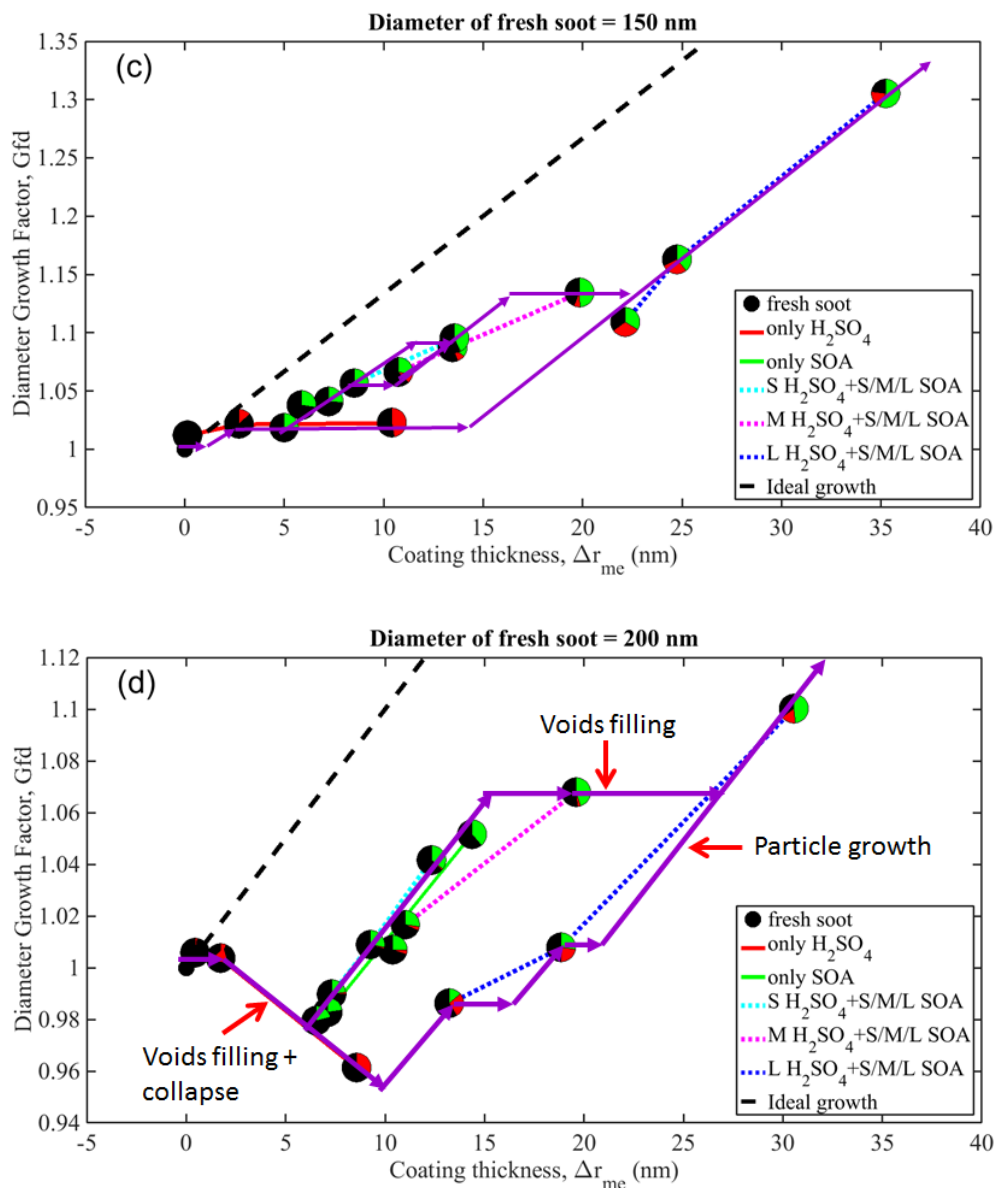 Diameter of fresh soot = 150 nm
(c)
1.35
1.3
1.25
1.2
1.15
1.1
1.05
1
0.95
Diameter Growth Factor, Gfd
fresh soot
only H₂SO₄
only SOA
S H₂SO₄+S/M/L SOA
M H₂SO₄+S/M/L SOA
L H₂SO₄+S/M/L SOA
Ideal growth
-5 0 5 10 15 20 25 30 35 40
Coating thickness, Δrₘₑ (nm)
Diameter of fresh soot = 200 nm
(d)
1.12
1.1
1.08
1.06
1.04
1.02
1
0.98
0.96
0.94
Diameter Growth Factor, Gfd
Voids filling
Particle growth
Voids filling +
collapse
fresh soot
only H₂SO₄
only SOA
S H₂SO₄+S/M/L SOA
M H₂SO₄+S/M/L SOA
L H₂SO₄+S/M/L SOA
Ideal growth
-5 0 5 10 15 20 25 30 35 40
Coating thickness, Δrₘₑ (nm)